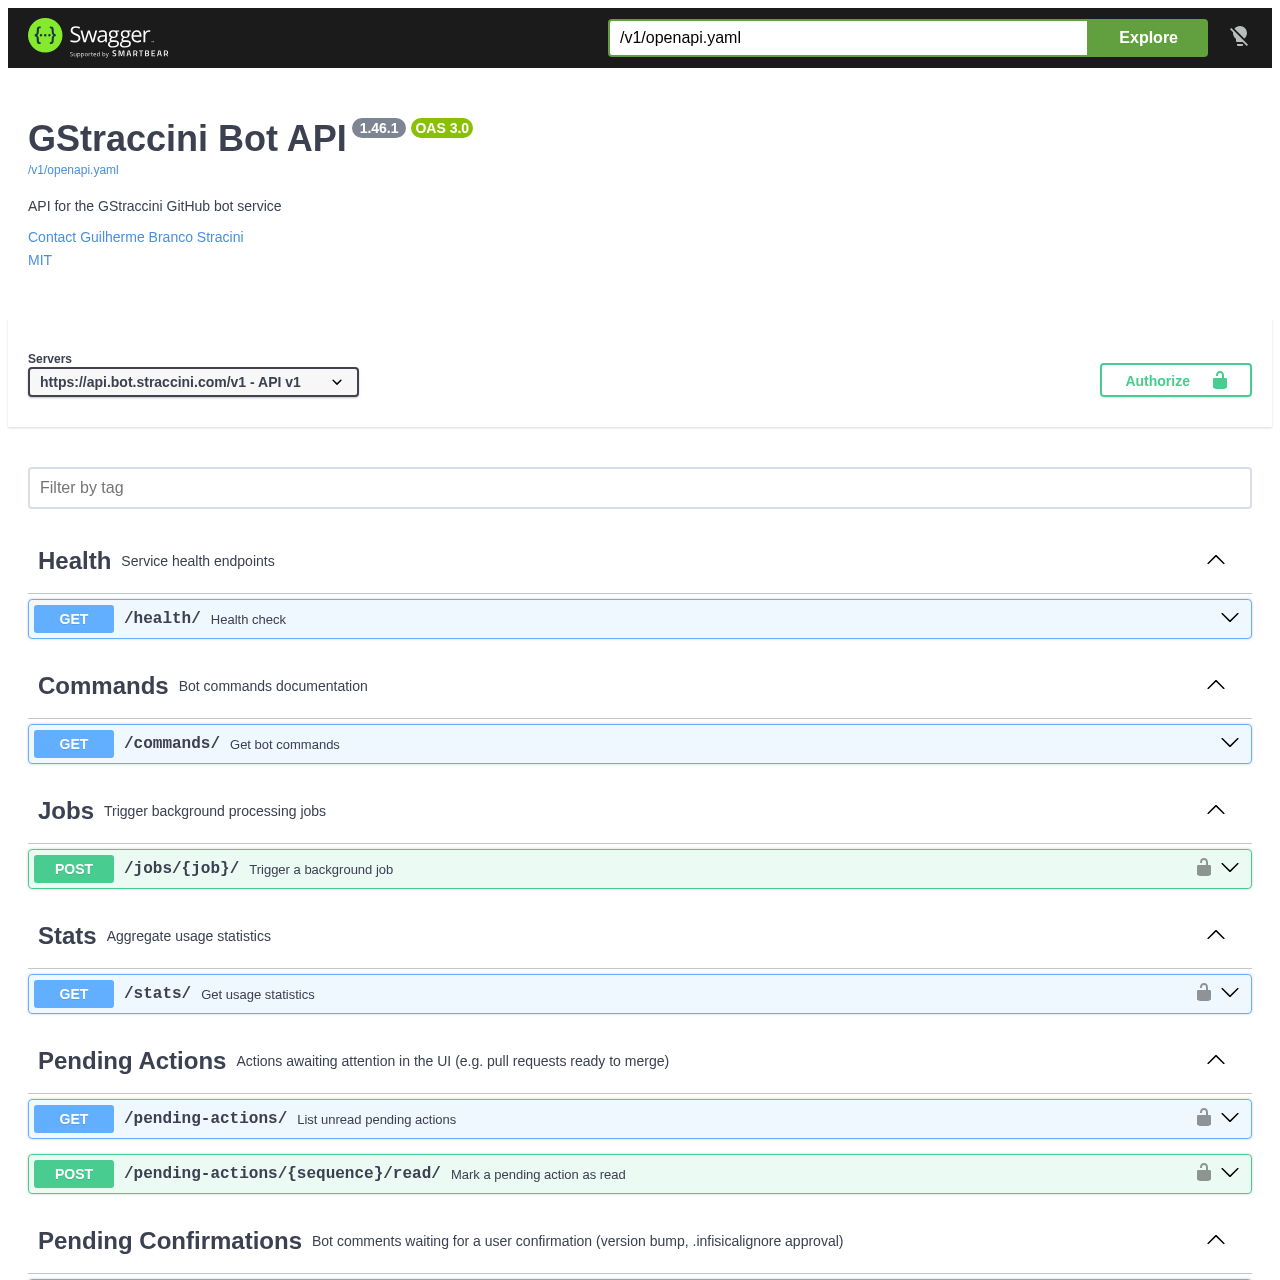 Swagger
Supported by SMARTBEAR
/v1/openapi.yaml
Explore
GStraccini Bot API 1.46.1 OAS 3.0
/v1/openapi.yaml
API for the GStraccini GitHub bot service
Contact Guilherme Branco Stracini
MIT
Servers
https://api.bot.straccini.com/v1 - API v1
Authorize
Filter by tag
Health Service health endpoints
GET /health/ Health check
Commands Bot commands documentation
GET /commands/ Get bot commands
Jobs Trigger background processing jobs
POST /jobs/{job}/ Trigger a background job
Stats Aggregate usage statistics
GET /stats/ Get usage statistics
Pending Actions Actions awaiting attention in the UI (e.g. pull requests ready to merge)
GET /pending-actions/ List unread pending actions
POST /pending-actions/{sequence}/read/ Mark a pending action as read
Pending Confirmations Bot comments waiting for a user confirmation (version bump, .infisicalignore approval)